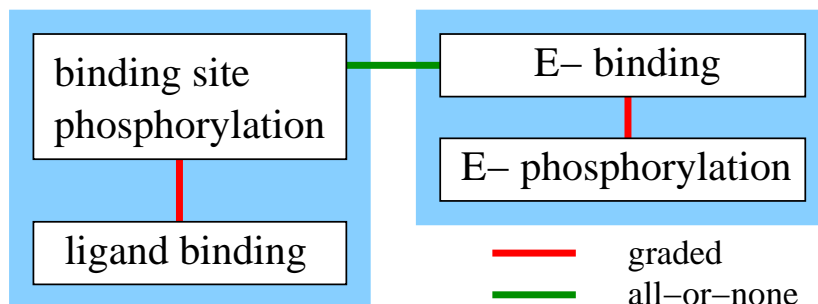 binding site
phosphorylation
ligand binding
E– binding
E– phosphorylation
graded
all–or–none